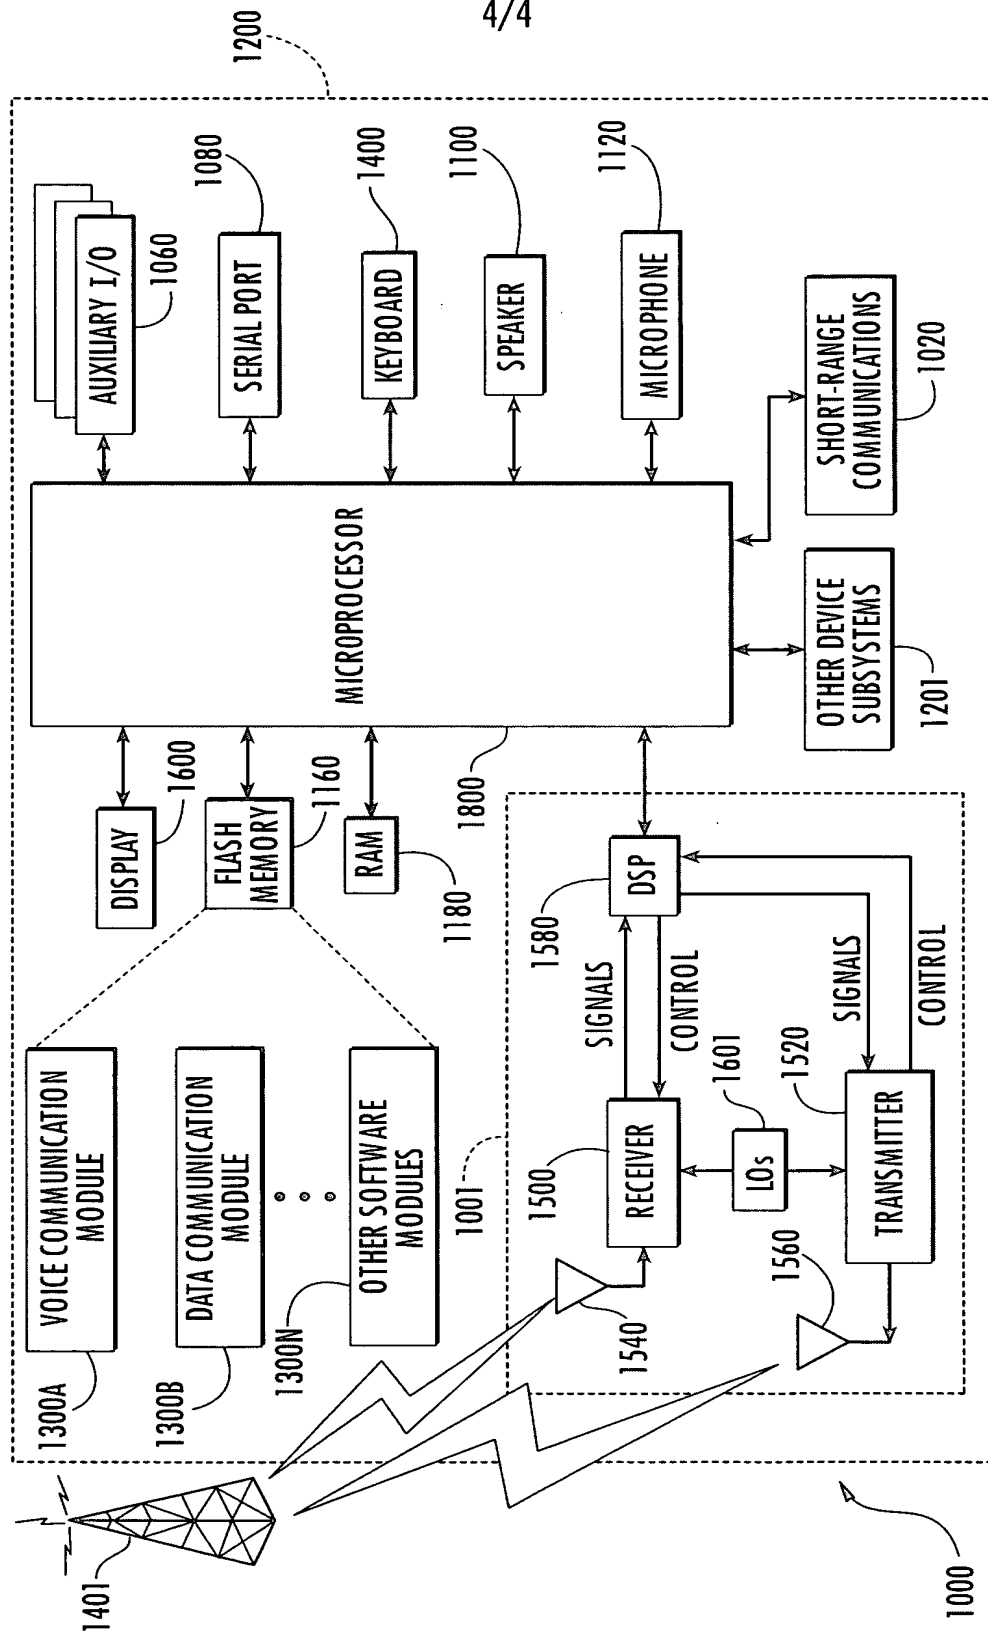 4/4
1200
AUXILIARY I/O
1060
SERIAL PORT
1080
KEYBOARD
1400
SPEAKER
1100
MICROPHONE
1120
SHORT-RANGE
COMMUNICATIONS
1020
MICROPROCESSOR
1800
OTHER DEVICE
SUBSYSTEMS
1201
DISPLAY
1600
FLASH
MEMORY
1160
RAM
1180
VOICE COMMUNICATION
MODULE
1300A
DATA COMMUNICATION
MODULE
1300B
OTHER SOFTWARE
MODULES
1300N
1001
DSP
1580
SIGNALS
CONTROL
SIGNALS
CONTROL
RECEIVER
1500
LOs
1601
TRANSMITTER
1520
1540
1560
1401
1000